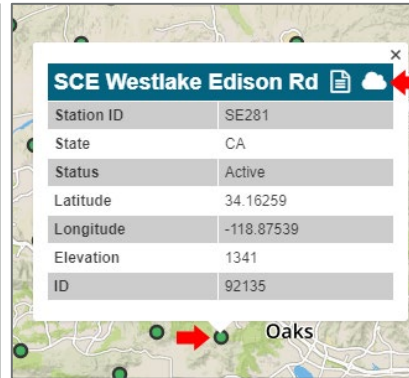 ×
SCE Westlake Edison Rd
Station ID SE281
State CA
Status Active
Latitude 34.16259
Longitude -118.87539
Elevation 1341
ID 92135
Oaks